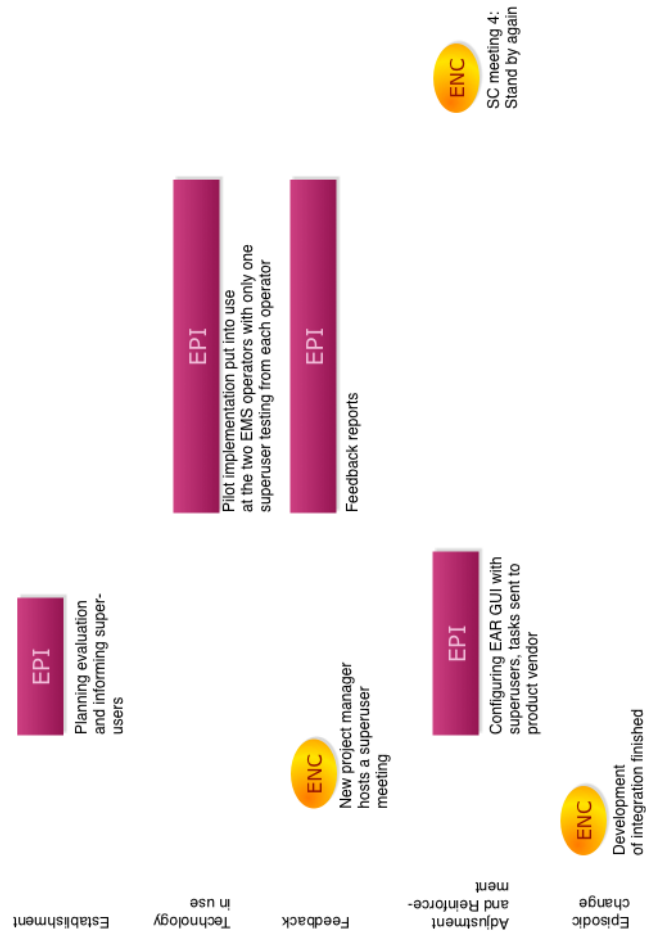 Establishment
EPI
Planning evaluation
and informing super-
users
Technology
in use
EPI
Pilot implementation put into use
at the two EMS operators with only one
superuser testing from each operator
Feedback
ENC
New project manager
hosts a superuser
meeting
EPI
Feedback reports
Adjustment
and Reinforce-
ment
EPI
Configuring EAR GUI with
superusers, tasks sent to
product vendor
ENC
SC meeting 4:
Stand by again
Episodic
change
ENC
Development
of integration finished